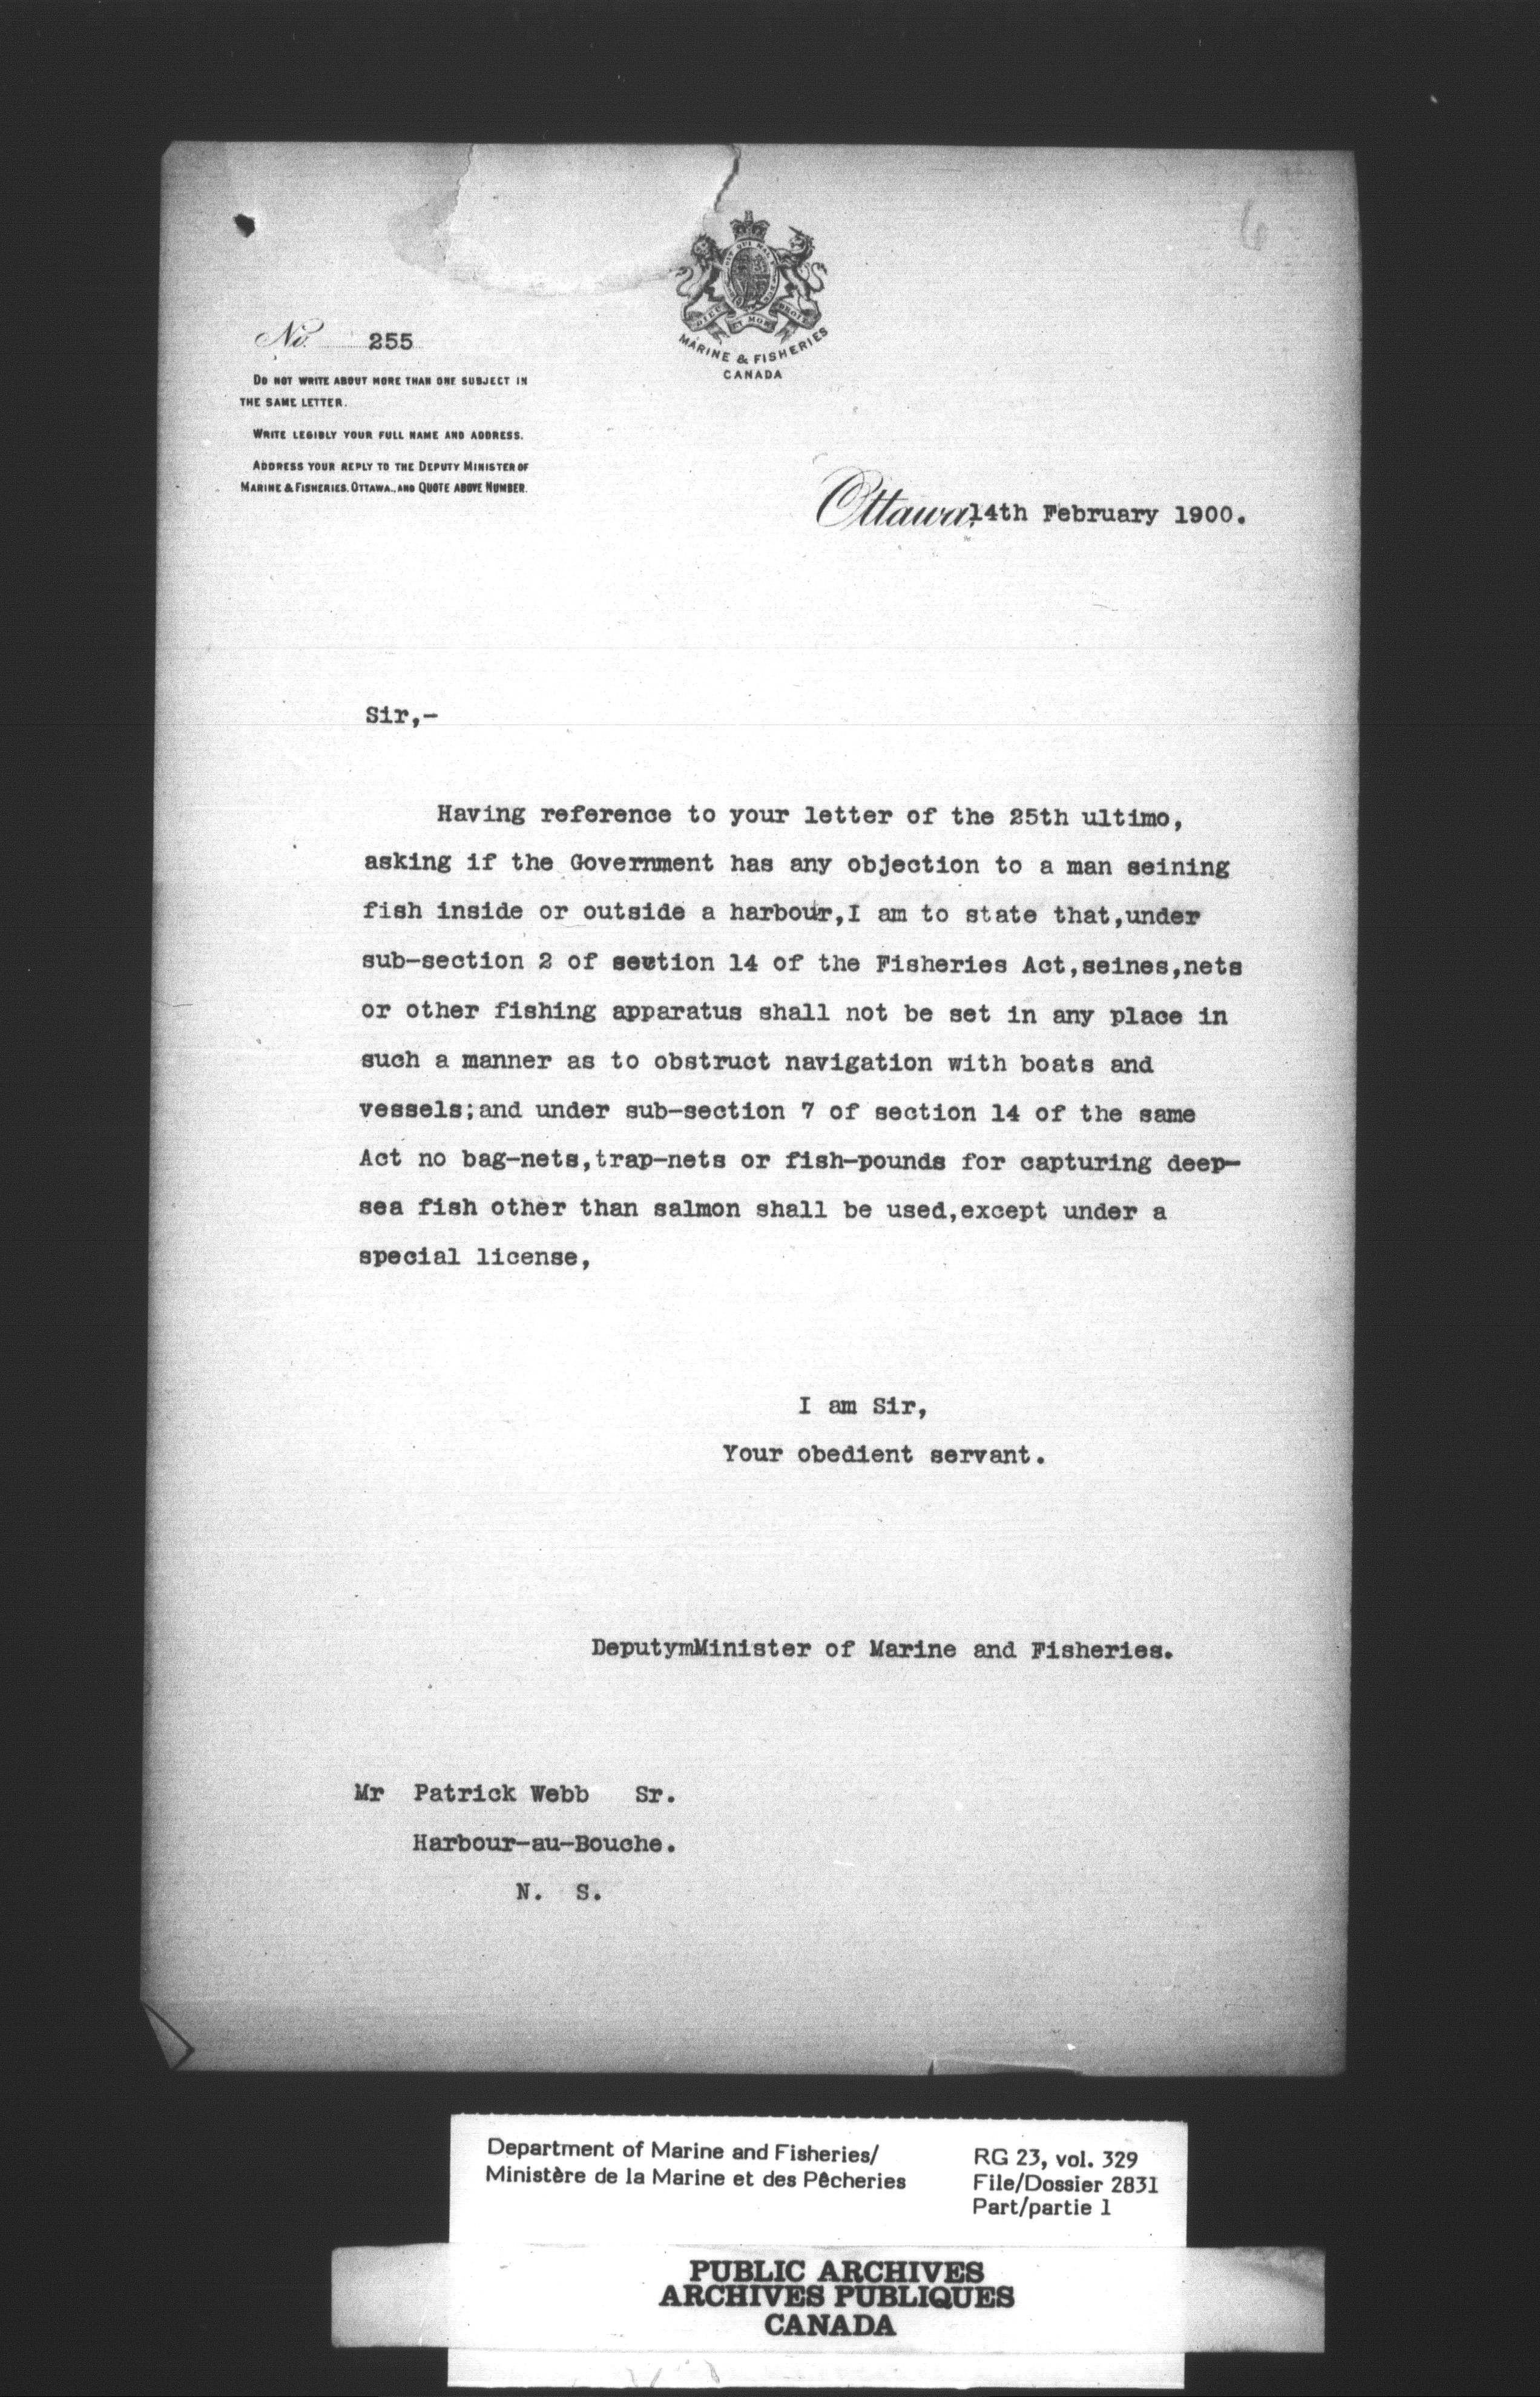 6
No. 255
DO NOT WRITE ABOUT MORE THAN ONE SUBJECT IN
THE SAME LETTER.
WRITE LEGIBLY YOUR FULL NAME AND ADDRESS.
ADDRESS YOUR REPLY TO THE DEPUTY MINISTER OF
MARINE & FISHERIES, OTTAWA., AND QUOTE ABOVE NUMBER.
MARINE & FISHERIES
CANADA
Ottawa, 14th February 1900.
Sir,-
Having reference to your letter of the 25th ultimo,
asking if the Government has any objection to a man seining
fish inside or outside a harbour,I am to state that,under
sub-section 2 of section 14 of the Fisheries Act,seines,nets
or other fishing apparatus shall not be set in any place in
such a manner as to obstruct navigation with boats and
vessels;and under sub-section 7 of section 14 of the same
Act no bag-nets,trap-nets or fish-pounds for capturing deep-
sea fish other than salmon shall be used,except under a
special license,
I am Sir,
Your obedient servant.
DeputymMinister of Marine and Fisheries.
Mr Patrick Webb Sr.
Harbour-au-Bouche.
N. S.
Department of Marine and Fisheries/
Ministère de la Marine et des Pêcheries
RG 23, vol. 329
File/Dossier 2831
Part/partie 1
PUBLIC ARCHIVES
ARCHIVES PUBLIQUES
CANADA